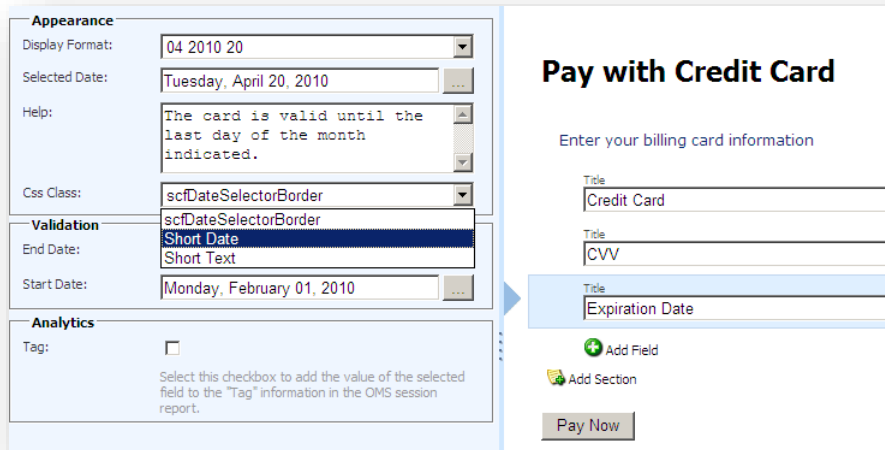 Appearance
Display Format:
04 2010 20
Selected Date:
Tuesday, April 20, 2010
...
Help:
The card is valid until the
last day of the month
indicated.
Css Class:
scfDateSelectorBorder
scfDateSelectorBorder
Short Date
Short Text
Validation
End Date:
Start Date:
Monday, February 01, 2010
...
Analytics
Tag:
Select this checkbox to add the value of the selected
field to the "Tag" information in the OMS session
report.
Pay with Credit Card
Enter your billing card information
Title
Credit Card
Title
CVV
Title
Expiration Date
Add Field
Add Section
Pay Now